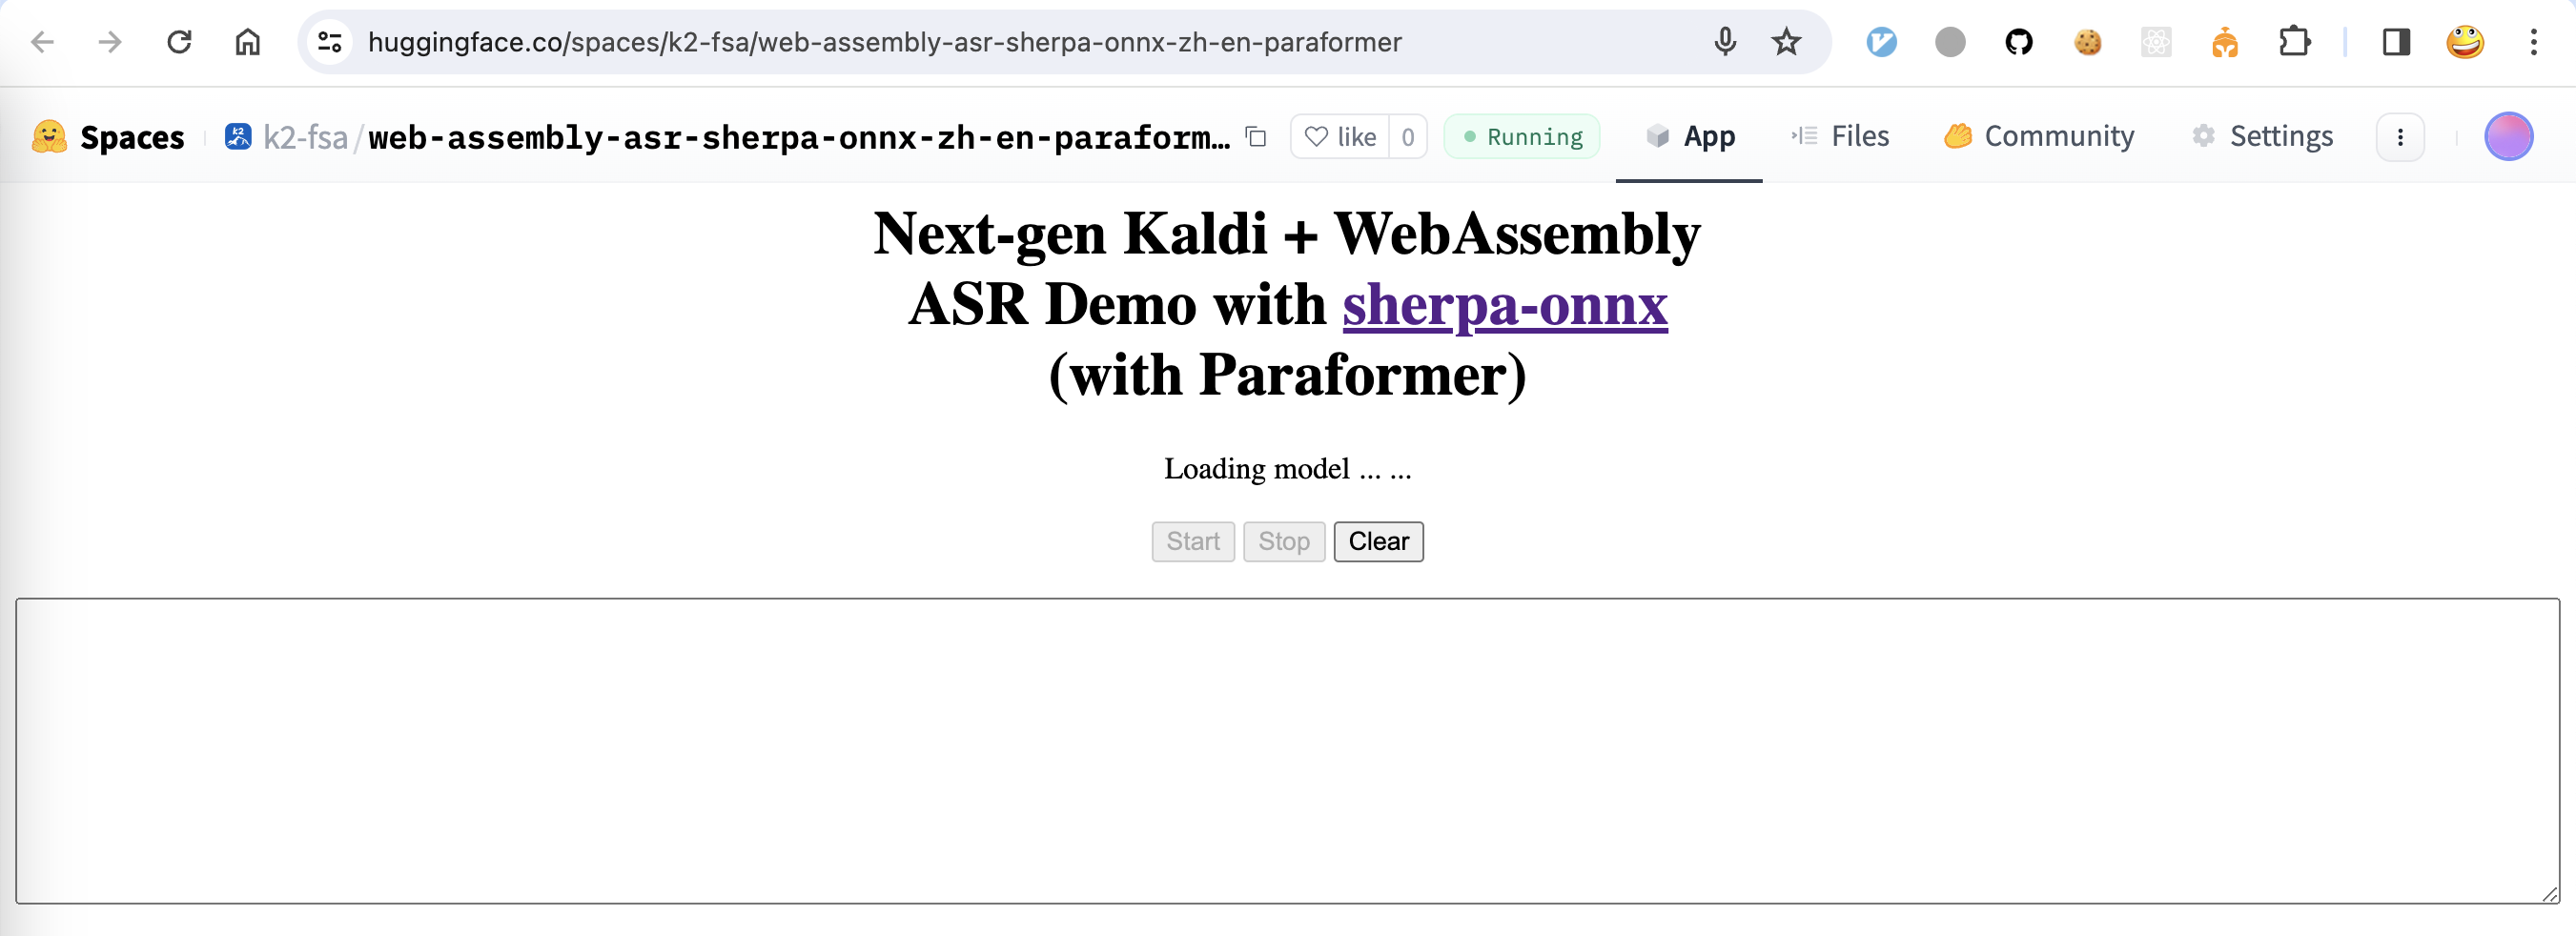 huggingface.co/spaces/k2-fsa/web-assembly-asr-sherpa-onnx-zh-en-paraformer
Spaces k2 k2-fsa/web-assembly-asr-sherpa-onnx-zh-en-paraform… like 0 Running App Files Community Settings
Next-gen Kaldi + WebAssembly
ASR Demo with sherpa-onnx
(with Paraformer)
Loading model ... ...
Start Stop Clear